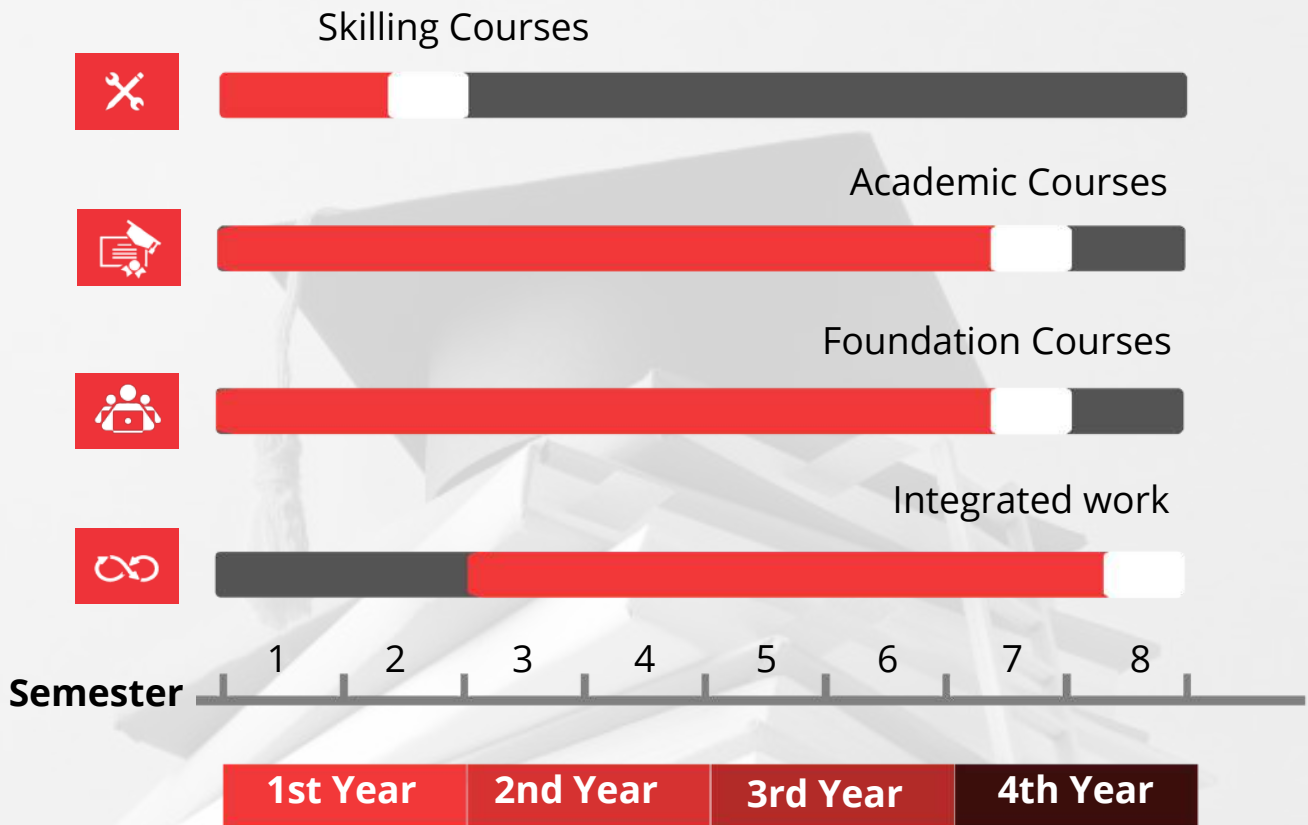 Skilling Courses
Academic Courses
Foundation Courses
Integrated work
1 2 3 4 5 6 7 8
Semester
1st Year 2nd Year 3rd Year 4th Year